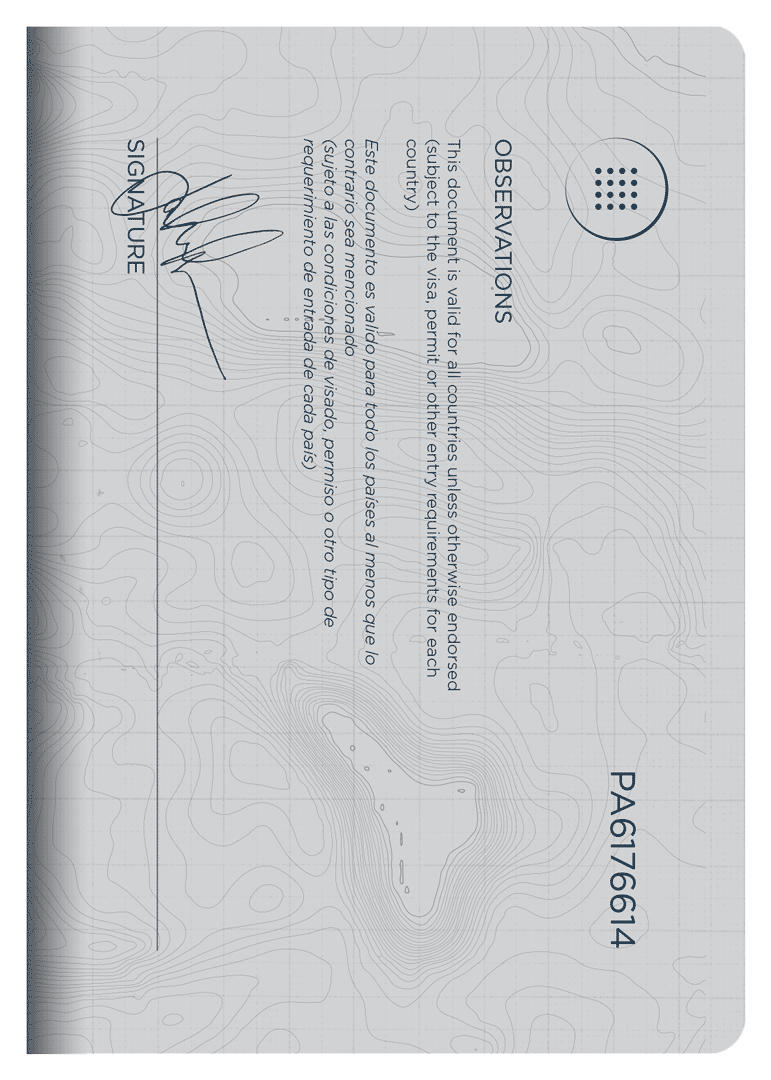 PA6176614
OBSERVATIONS
This document is valid for all countries unless otherwise endorsed
(subject to the visa, permit or other entry requirements for each
country)
Este documento es valido para todo los países al menos que lo
contrario sea mencionado
(sujeto a las condiciones de visado, permiso o otro tipo de
requerimiento de entrada de cada país)
SIGNATURE